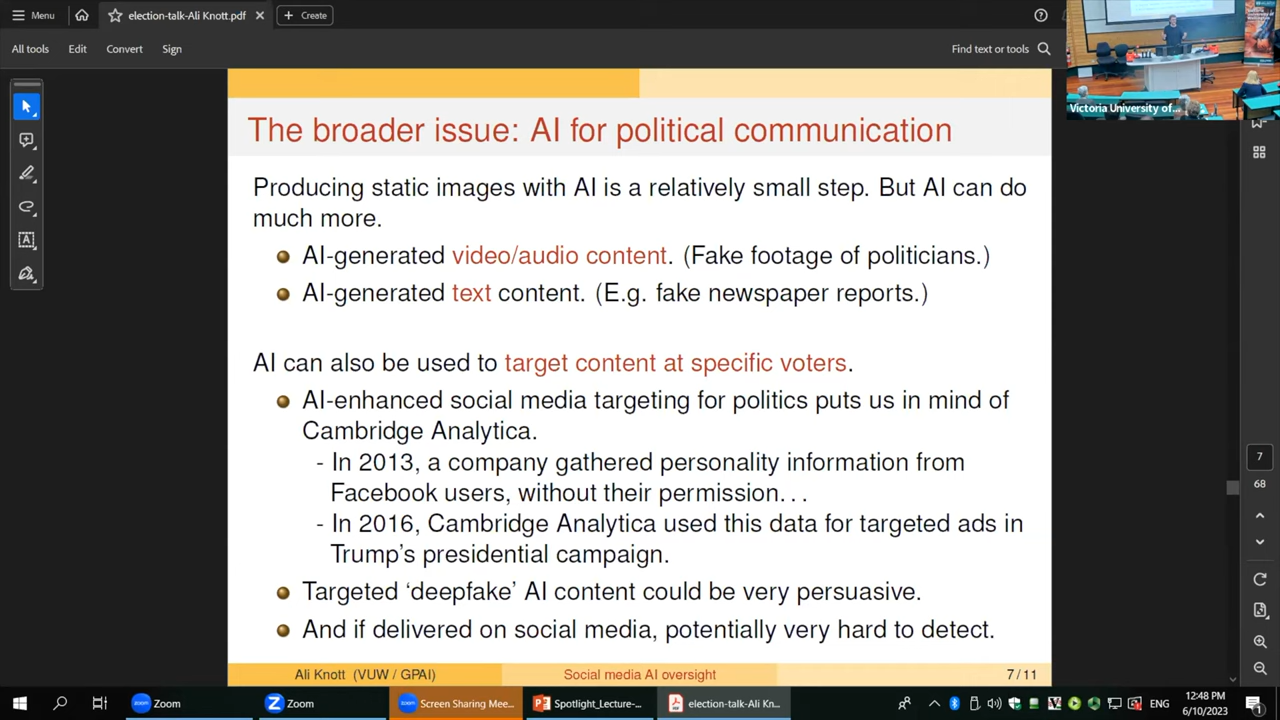 Menu
election-talk-Ali Knott.pdf
Create
All tools
Edit
Convert
Sign
Find text or tools
Victoria University of...
The broader issue: AI for political communication
Producing static images with AI is a relatively small step. But AI can do
much more.
AI-generated video/audio content. (Fake footage of politicians.)
AI-generated text content. (E.g. fake newspaper reports.)
AI can also be used to target content at specific voters.
AI-enhanced social media targeting for politics puts us in mind of
Cambridge Analytica.
- In 2013, a company gathered personality information from
Facebook users, without their permission...
- In 2016, Cambridge Analytica used this data for targeted ads in
Trump's presidential campaign.
Targeted 'deepfake' AI content could be very persuasive.
And if delivered on social media, potentially very hard to detect.
Ali Knott (VUW / GPAI)
Social media AI oversight
7 / 11
7
68
Zoom
Zoom
Screen Sharing Mee...
Spotlight_Lecture-...
election-talk-Ali Kn...
ENG
12:48 PM
6/10/2023